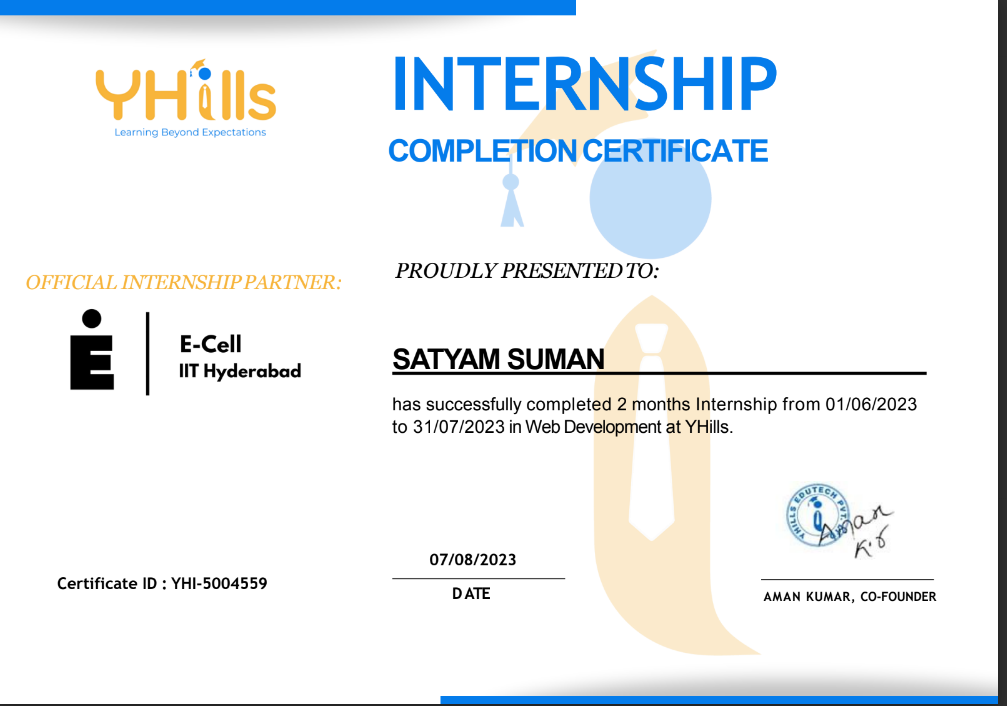 YHills
Learning Beyond Expectations
INTERNSHIP
COMPLETION CERTIFICATE
OFFICIAL INTERNSHIP PARTNER:
E-Cell
IIT Hyderabad
PROUDLY PRESENTED TO:
SATYAM SUMAN
has successfully completed 2 months Internship from 01/06/2023
to 31/07/2023 in Web Development at YHills.
YHILLS EDUTECH PVT.
Aman
07/08/2023
DATE
Certificate ID : YHI-5004559
AMAN KUMAR, CO-FOUNDER